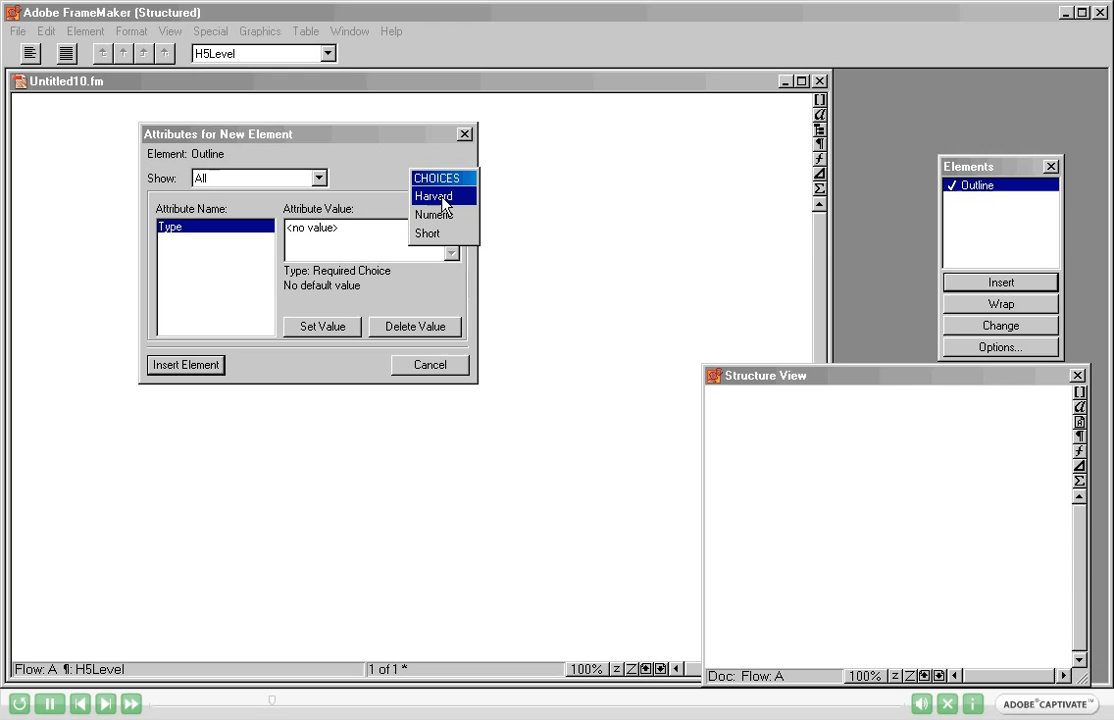 Adobe FrameMaker (Structured)
File Edit Element Format View Special Graphics Table Window Help
H5Level
Untitled10.fm
Attributes for New Element
Element: Outline
Show: All
CHOICES
Harvard
Numeric
Short
Attribute Name:
Type
Attribute Value:
<no value>
Type: Required Choice
No default value
Set Value
Delete Value
Insert Element
Cancel
Elements
Outline
Insert
Wrap
Change
Options...
Structure View
Doc: Flow: A
100%
Flow: A ¶: H5Level
1 of 1 *
100%
ADOBE® CAPTIVATE™